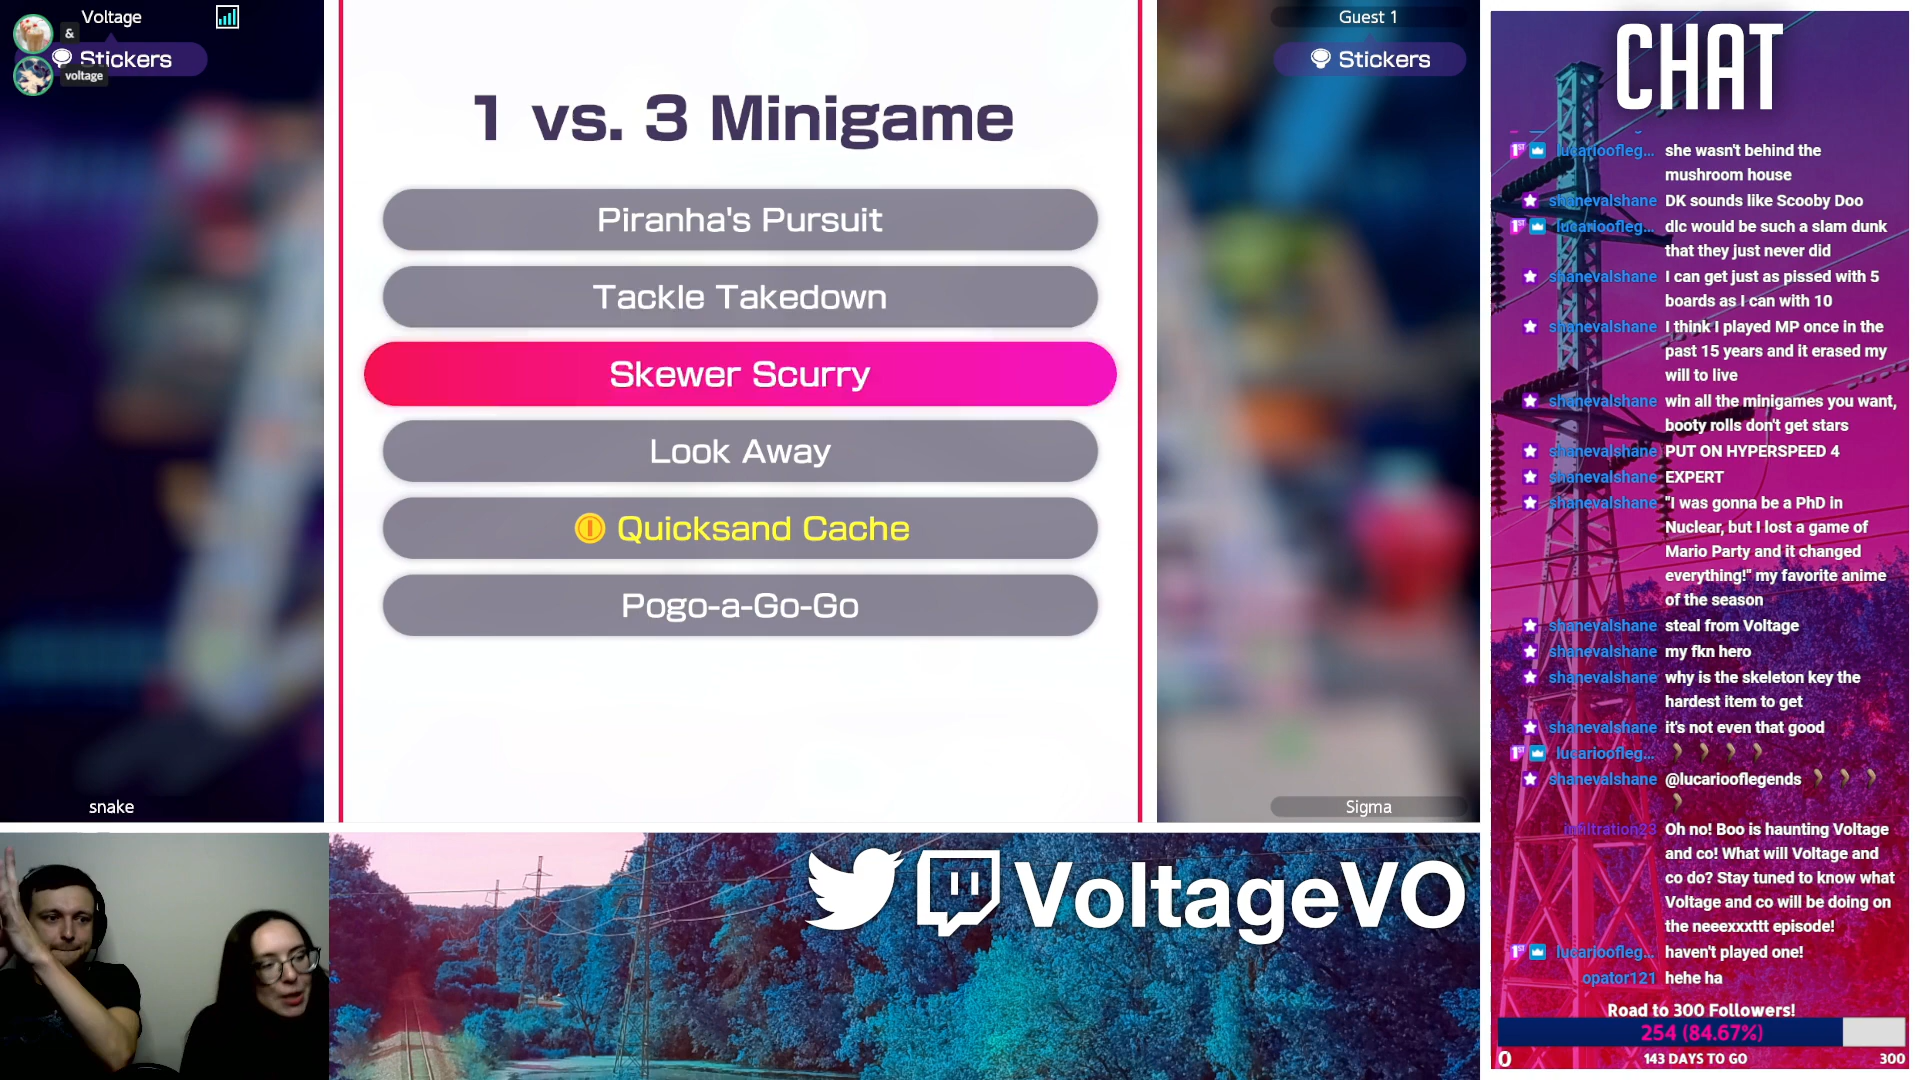 Voltage
&
Stickers
voltage
snake
1 vs. 3 Minigame
Piranha's Pursuit
Tackle Takedown
Skewer Scurry
Look Away
Quicksand Cache
Pogo-a-Go-Go
Guest 1
Stickers
Sigma
VoltageVO
CHAT
1ST lucarioofleg... she wasn't behind the
mushroom house
shanevalshane DK sounds like Scooby Doo
1ST lucarioofleg... dlc would be such a slam dunk
that they just never did
shanevalshane I can get just as pissed with 5
boards as I can with 10
shanevalshane I think I played MP once in the
past 15 years and it erased my
will to live
shanevalshane win all the minigames you want,
booty rolls don't get stars
shanevalshane PUT ON HYPERSPEED 4
shanevalshane EXPERT
shanevalshane "I was gonna be a PhD in
Nuclear, but I lost a game of
Mario Party and it changed
everything!" my favorite anime
of the season
shanevalshane steal from Voltage
shanevalshane my fkn hero
shanevalshane why is the skeleton key the
hardest item to get
shanevalshane it's not even that good
1ST lucarioofleg...
shanevalshane @lucariooflegends
infiltration23 Oh no! Boo is haunting Voltage
and co! What will Voltage and
co do? Stay tuned to know what
Voltage and co will be doing on
the neeexxxttt episode!
1ST lucarioofleg... haven't played one!
opator121 hehe ha
Road to 300 Followers!
254 (84.67%)
0 143 DAYS TO GO 300